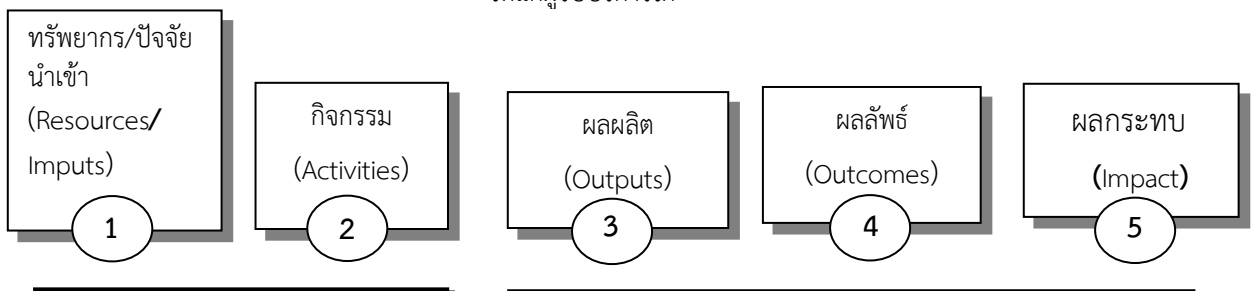 ทรัพยากร/ปัจจัย
นำเข้า
(Resources/
Imputs)
1
กิจกรรม
(Activities)
2
ผลผลิต
(Outputs)
3
ผลลัพธ์
(Outcomes)
4
ผลกระทบ
(Impact)
5